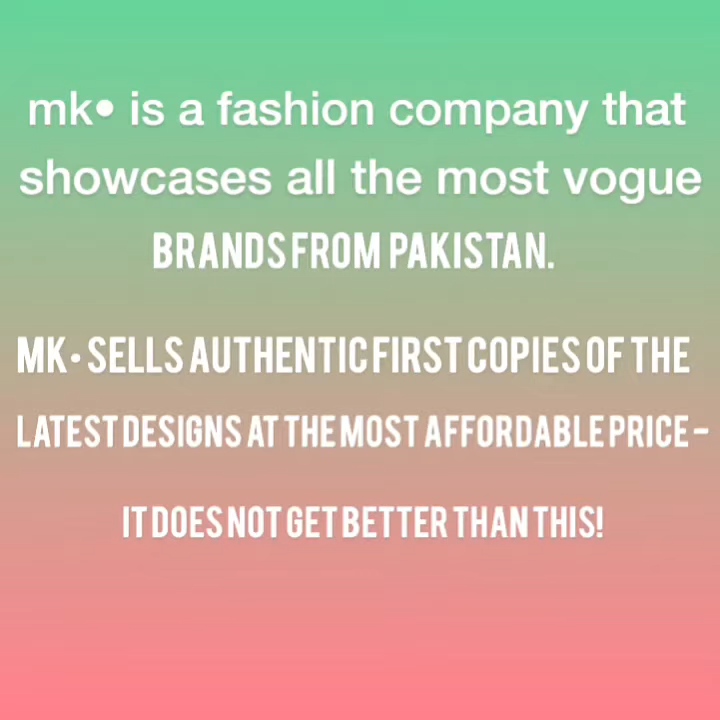 mk• is a fashion company that
showcases all the most vogue
BRANDS FROM PAKISTAN.
MK• SELLS AUTHENTIC FIRST COPIES OF THE
LATEST DESIGNS AT THE MOST AFFORDABLE PRICE -
IT DOES NOT GET BETTER THAN THIS!